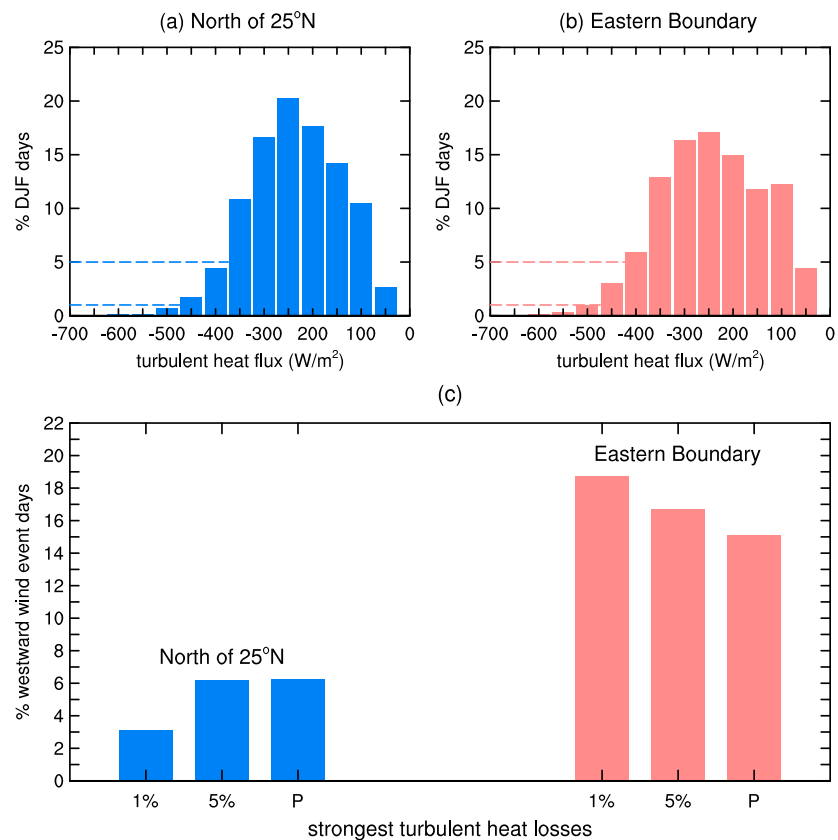 (a) North of 25°N
25
20
15
10
5
0
% DJF days
-700 -600 -500 -400 -300 200 100 0
turbulent heat flux (W/m²)
(b) Eastern Boundary
25
20
15
10
5
0
% DJF days
-700 -600 -500 -400 -300 200 100 0
turbulent heat flux (W/m²)
(c)
22
20
18
16
14
12
10
8
6
4
2
0
% westward wind event days
North of 25°N
Eastern Boundary
1% 5% P 1% 5% P
strongest turbulent heat losses